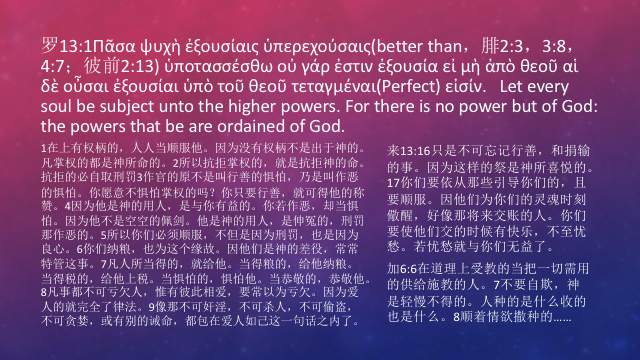 罗13:1Πᾶσα ψυχὴ ἐξουσίαις ὑπερεχούσαις(better than，腓2:3，3:8，
4:7；彼前2:13) ὑποτασσέσθω οὐ γάρ ἐστιν ἐξουσία εἰ μὴ ἀπὸ θεοῦ αἱ
δὲ οὖσαι ἐξουσίαι ὑπὸ τοῦ θεοῦ τεταγμέναι(Perfect) εἰσίν. Let every
soul be subject unto the higher powers. For there is no power but of God:
the powers that be are ordained of God.
1在上有权柄的，人人当顺服他。因为没有权柄不是出于神的。
凡掌权的都是神所命的。2所以抗拒掌权的，就是抗拒神的命。
抗拒的必自取刑罚3作官的原不是叫行善的惧怕，乃是叫作恶
的惧怕。你愿意不惧怕掌权的吗？你只要行善，就可得他的称
赞。4因为他是神的用人，是与你有益的。你若作恶，却当惧
怕。因为他不是空空的佩剑。他是神的用人，是伸冤的，刑罚
那作恶的。5所以你们必须顺服，不但是因为刑罚，也是因为
良心。6你们纳粮，也为这个缘故。因他们是神的差役，常常
特管这事。7凡人所当得的，就给他。当得粮的，给他纳粮。
当得税的，给他上税。当惧怕的，惧怕他。当恭敬的，恭敬他。
8凡事都不可亏欠人，惟有彼此相爱，要常以为亏欠。因为爱
人的就完全了律法。9像那不可奸淫，不可杀人，不可偷盗，
不可贪婪，或有别的诫命，都包在爱人如己这一句话之内了。
来13:16只是不可忘记行善，和捐输
的事。因为这样的祭是神所喜悦的。
17你们要依从那些引导你们的，且
要顺服。因他们为你们的灵魂时刻
儆醒，好像那将来交账的人。你们
要使他们交的时候有快乐，不至忧
愁。若忧愁就与你们无益了。
加6:6在道理上受教的当把一切需用
的供给施教的人。7不要自欺，神
是轻慢不得的。人种的是什么收的
也是什么。8顺着情欲撒种的……